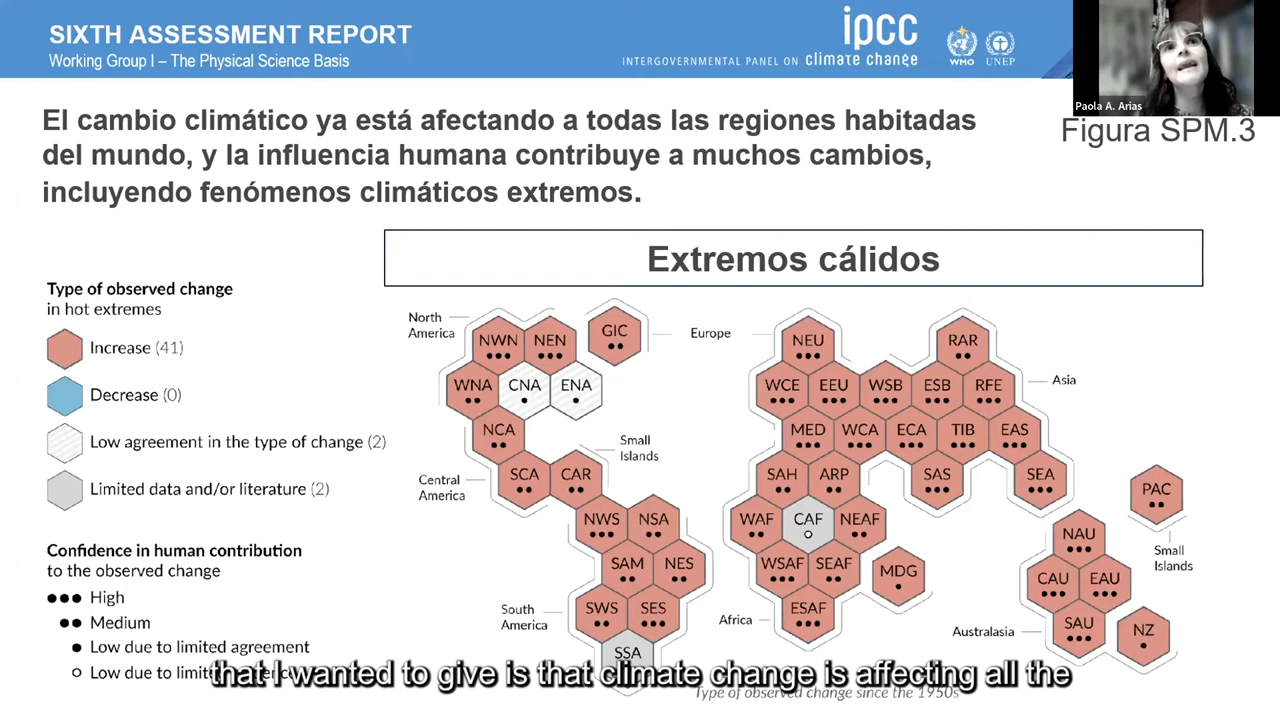 SIXTH ASSESSMENT REPORT
Working Group I – The Physical Science Basis
INTERGOVERNMENTAL PANEL ON climate change
ipcc
WMO
UNEP
Paola A. Arias
El cambio climático ya está afectando a todas las regiones habitadas
del mundo, y la influencia humana contribuye a muchos cambios,
incluyendo fenómenos climáticos extremos.
Figura SPM.3
Extremos cálidos
Type of observed change
in hot extremes
Increase (41)
Decrease (0)
Low agreement in the type of change (2)
Limited data and/or literature (2)
Confidence in human contribution
to the observed change
High
Medium
Low due to limited agreement
Low due to
North
America
GIC
Europe
NWN
NEN
NEU
RAR
WNA
CNA
ENA
WCE
EEU
WSB
ESB
RFE
Asia
NCA
MED
WCA
ECA
TIB
EAS
Small
Islands
Central
America
SCA
CAR
SAH
ARP
SAS
SEA
PAC
NWS
NSA
WAF
CAF
NEAF
NAU
Small
Islands
SAM
NES
WSAF
SEAF
MDG
CAU
EAU
South
America
SWS
SES
Africa
ESAF
Australasia
SAU
NZ
SSA
that I wanted to give is that climate change is affecting all the
Type of observed change since the 1950s